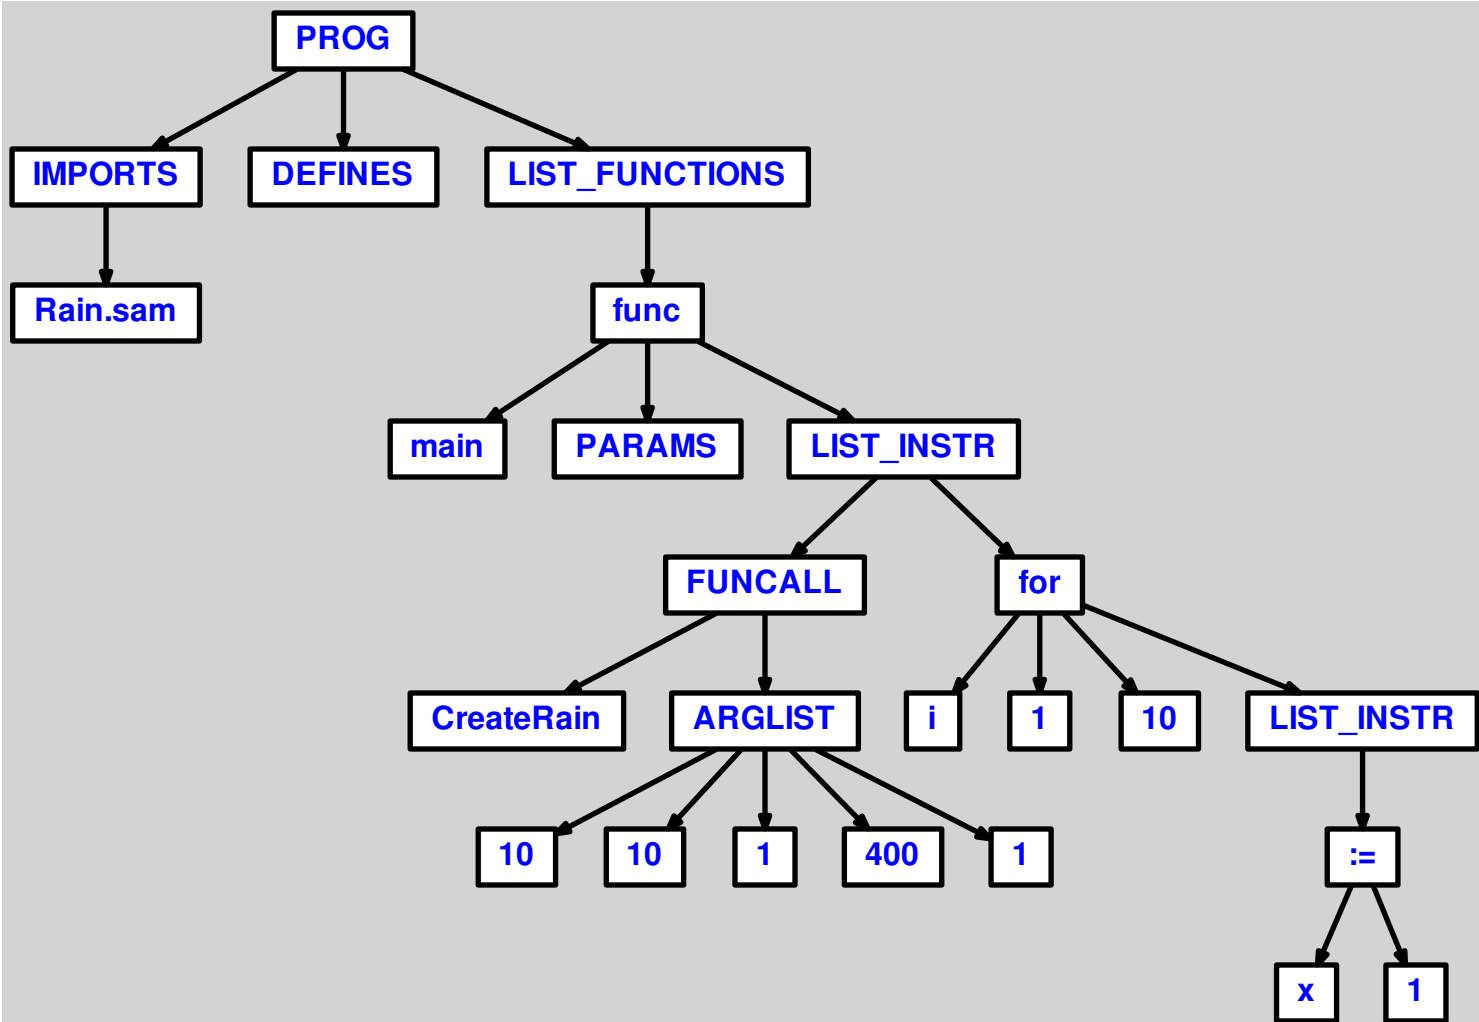 PROG
IMPORTS DEFINES LIST_FUNCTIONS
Rain.sam func
main PARAMS LIST_INSTR
FUNCALL for
CreateRain ARGLIST i 1 10 LIST_INSTR
10 10 1 400 1 :=
x 1